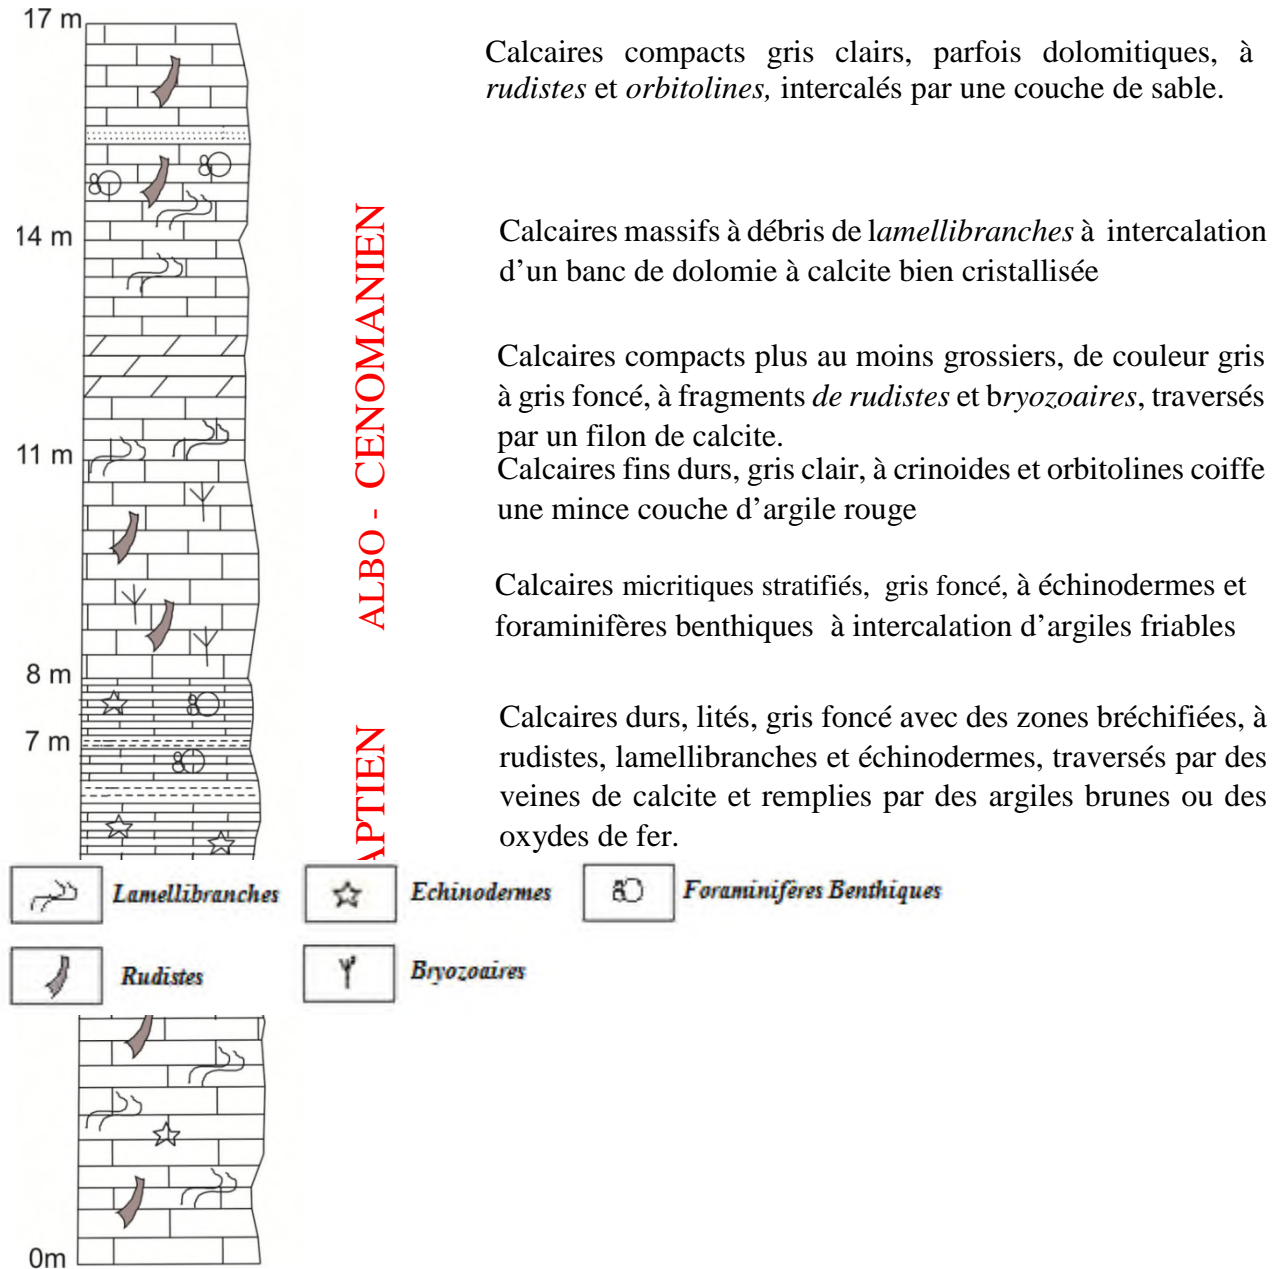 17 m
Calcaires compacts gris clairs, parfois dolomitiques, à
rudistes et orbitolines, intercalés par une couche de sable.
14 m
Calcaires massifs à débris de lamellibranches à intercalation
d'un banc de dolomie à calcite bien cristallisée
ALBO - CENOMANIEN
Calcaires compacts plus au moins grossiers, de couleur gris
à gris foncé, à fragments de rudistes et bryozoaires, traversés
par un filon de calcite.
11 m
Calcaires fins durs, gris clair, à crinoides et orbitolines coiffe
une mince couche d'argile rouge
Calcaires micritiques stratifiés, gris foncé, à échinodermes et
foraminifères benthiques à intercalation d'argiles friables
8 m
7 m
APTIEN
Calcaires durs, lités, gris foncé avec des zones bréchifiées, à
rudistes, lamellibranches et échinodermes, traversés par des
veines de calcite et remplies par des argiles brunes ou des
oxydes de fer.
Lamellibranches
Echinodermes
Foraminifères Benthiques
Rudistes
Bryozoaires
0m